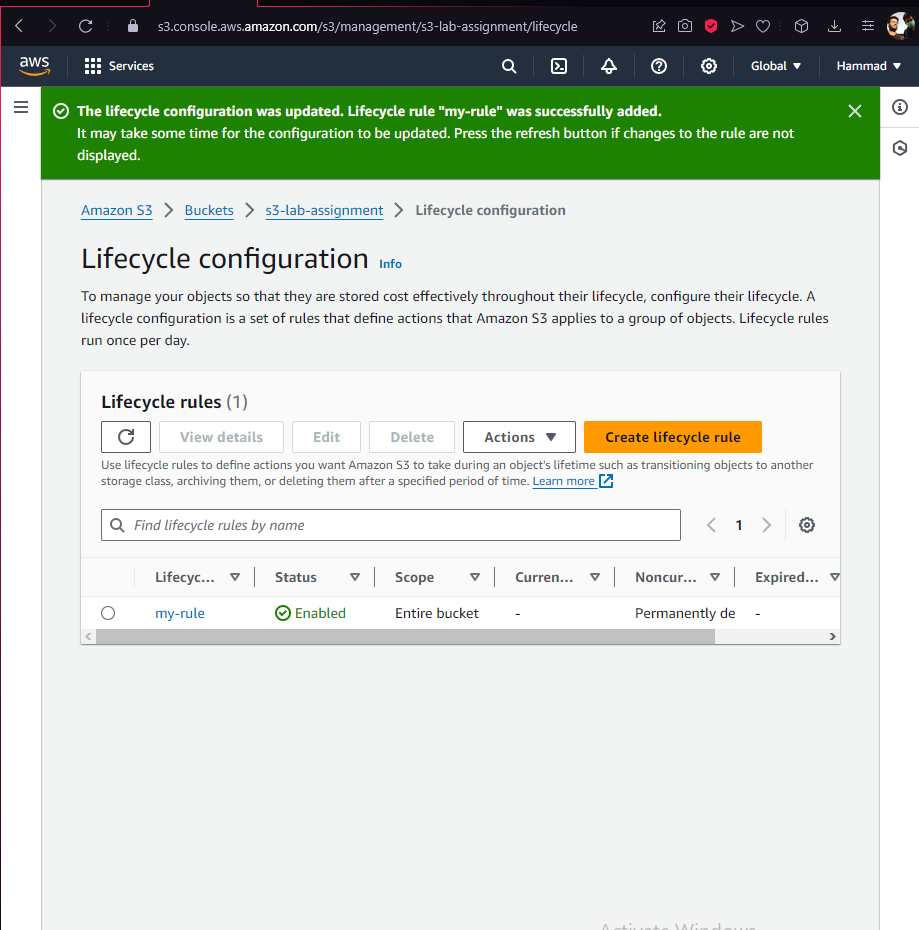 s3.console.aws.amazon.com/s3/management/s3-lab-assignment/lifecycle
aws Services Global Hammad
The lifecycle configuration was updated. Lifecycle rule "my-rule" was successfully added.
It may take some time for the configuration to be updated. Press the refresh button if changes to the rule are not
displayed.
Amazon S3 Buckets s3-lab-assignment Lifecycle configuration
Lifecycle configuration Info
To manage your objects so that they are stored cost effectively throughout their lifecycle, configure their lifecycle. A
lifecycle configuration is a set of rules that define actions that Amazon S3 applies to a group of objects. Lifecycle rules
run once per day.
Lifecycle rules (1)
View details Edit Delete Actions Create lifecycle rule
Use lifecycle rules to define actions you want Amazon S3 to take during an object's lifetime such as transitioning objects to another
storage class, archiving them, or deleting them after a specified period of time. Learn more
Find lifecycle rules by name 1
Lifecyc... Status Scope Curren... Noncur... Expired...
my-rule Enabled Entire bucket - Permanently de -
Activate Windows